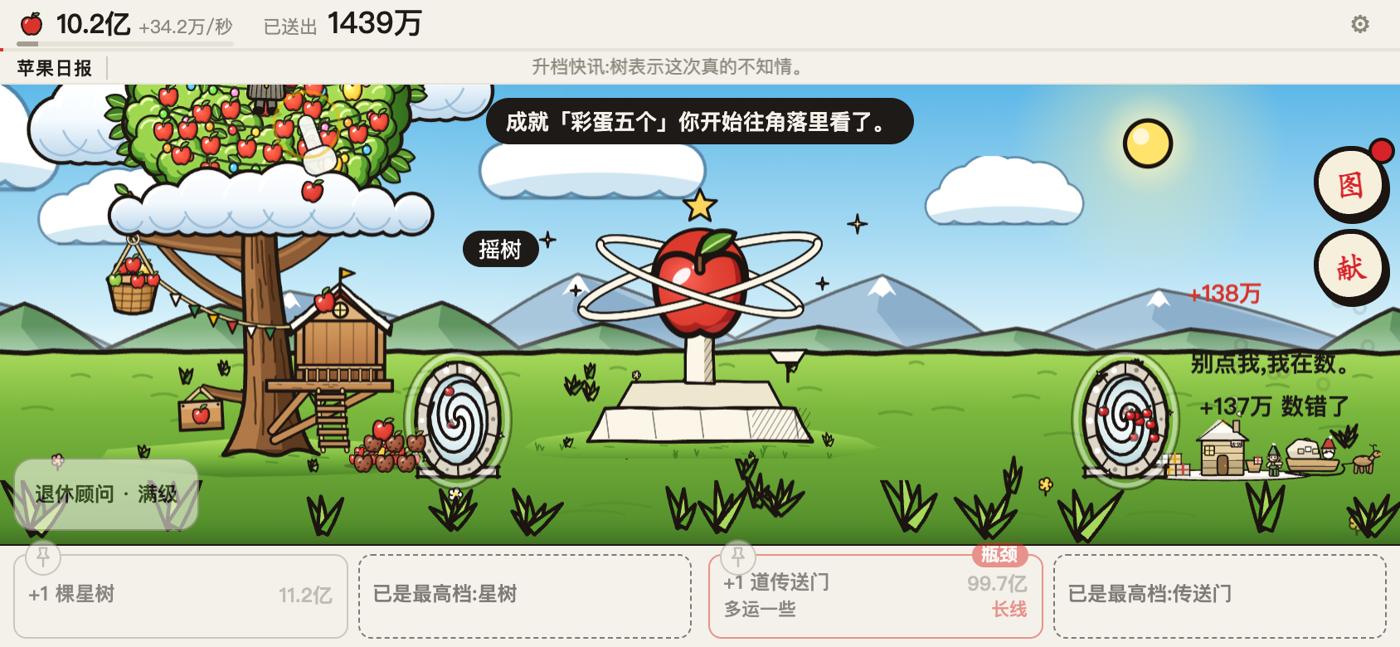 10.2亿 +34.2万/秒 已送出 1439万
苹果日报 升档快讯:树表示这次真的不知情。
成就「彩蛋五个」你开始往角落里看了。
图
摇树
献
+138万
别点我,我在数。
+137万 数错了
退休顾问 · 满级
瓶颈
+1 棵星树 11.2亿
已是最高档:星树
+1 道传送门 99.7亿
多运一些 长线
已是最高档:传送门